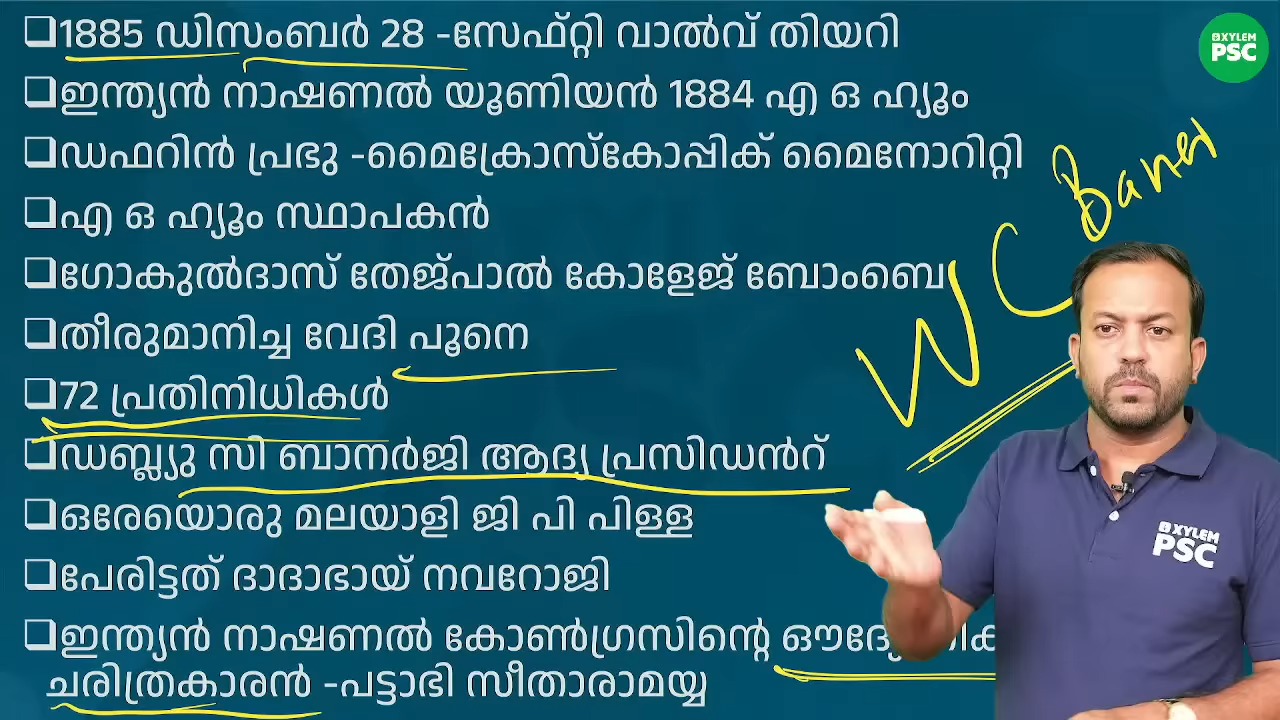 ❑1885 ഡിസംബർ 28 -സേഫ്റ്റി വാൽവ് തിയറി
❑ഇന്ത്യൻ നാഷണൽ യൂണിയൻ 1884 എ ഒ ഹ്യൂം
❑ഡഫറിൻ പ്രഭു -മൈക്രോസ്കോപ്പിക് മൈനോറിറ്റി
❑എ ഒ ഹ്യൂം സ്ഥാപകൻ
❑ഗോകുൽദാസ് തേജ്പാൽ കോളേജ് ബോംബെ
❑തീരുമാനിച്ച വേദി പൂനെ
❑72 പ്രതിനിധികൾ
❑ഡബ്ല്യു സി ബാനർജി ആദ്യ പ്രസിഡൻറ്
❑ഒരേയൊരു മലയാളി ജി പി പിള്ള
❑പേരിട്ടത് ദാദാഭായ് നവറോജി
❑ഇന്ത്യൻ നാഷണൽ കോൺഗ്രസിന്റെ
ചരിത്രകാരൻ -പട്ടാഭി സീതാരാമയ്യ
W C
XYLEM
PSC
XYLEM
PSC